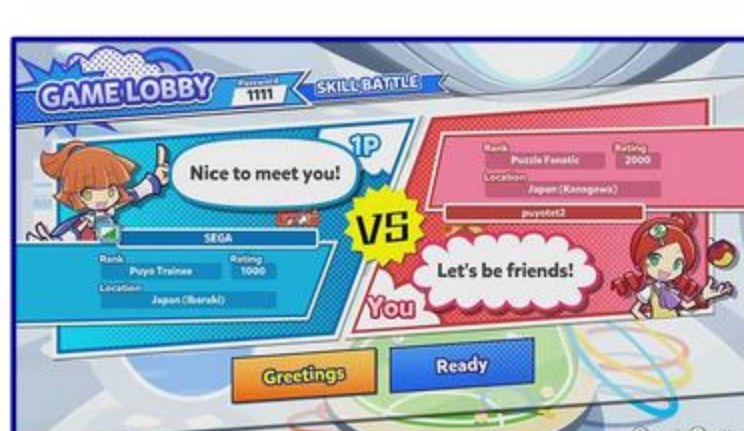 GAME LOBBY
Password
1111
SKILL BATTLE
1P
Nice to meet you!
SEGA
Rank
Puyo Trainee
Rating
1000
Location
Japan (Ibaraki)
VS
Rank
Puzzle Fanatic
Rating
2000
Location
Japan (Kanagawa)
puyotet2
Let's be friends!
You
Greetings
Ready